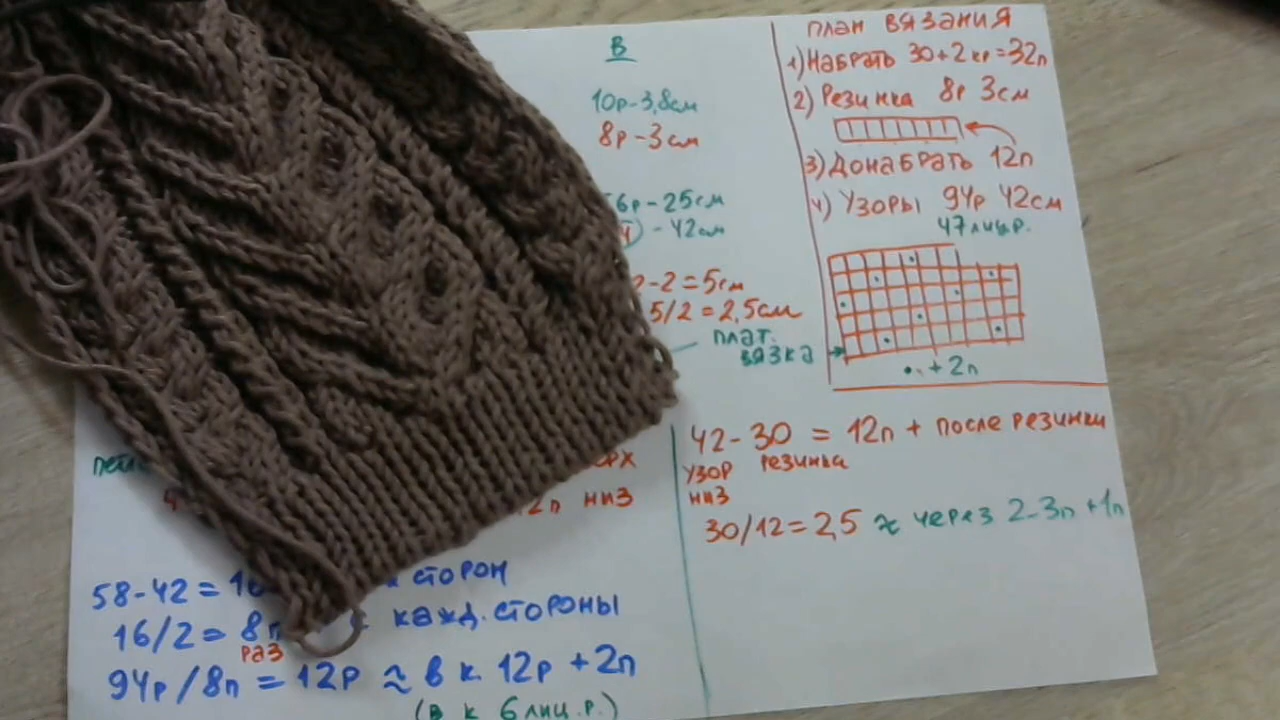 В
10р-3,8см
8р-3см
6р-25см
-42см
-2=5см
5/2=2,5см
плат.
вязка
верх
2п низ
58-42= сторон
16/2= 8п кажд. стороны
раз
94р/8п = 12р ≈ в к. 12р +2п
(в к 6 лиц.р.)
план вязания
1) Набрать 30+2кр=32п
2) Резинка 8р 3см
3) Донабрать 12п
4) Узоры 94р 42см
47лиц.р.
• - +2п
42-30 = 12п + после резинки
узор резинка
низ
30/12=2,5 ≈ через 2-3п +1п